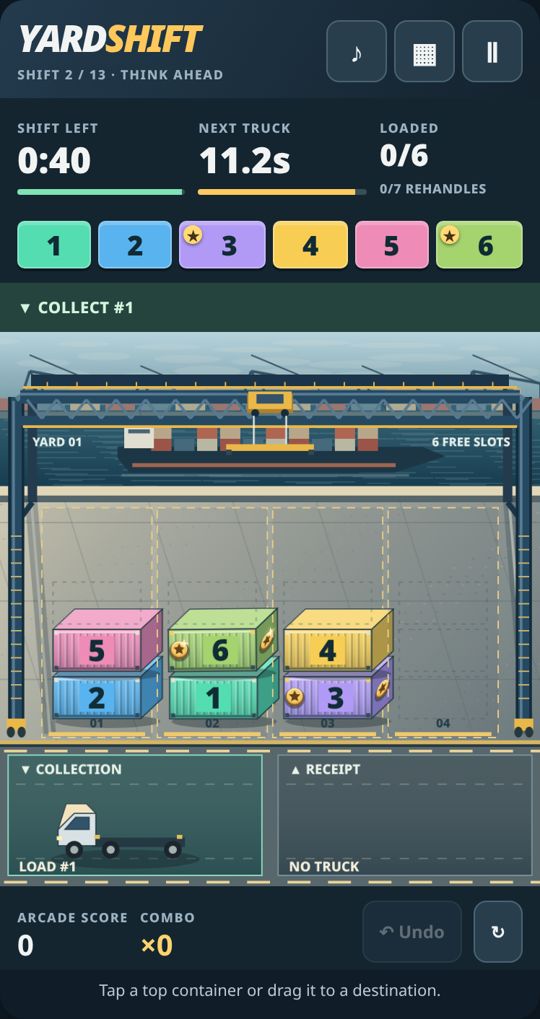 YARDSHIFT
SHIFT 2 / 13 · THINK AHEAD
♪ ▦ Ⅱ
SHIFT LEFT
0:40
NEXT TRUCK
11.2s
LOADED
0/6
0/7 REHANDLES
1 2 ★ 3 4 5 ★ 6
▼ COLLECT #1
YARD 01
6 FREE SLOTS
5 6 4
2 1 3
01 02 03 04
▼ COLLECTION
LOAD #1
▲ RECEIPT
NO TRUCK
ARCADE SCORE
0
COMBO
×0
↶ Undo
↻
Tap a top container or drag it to a destination.